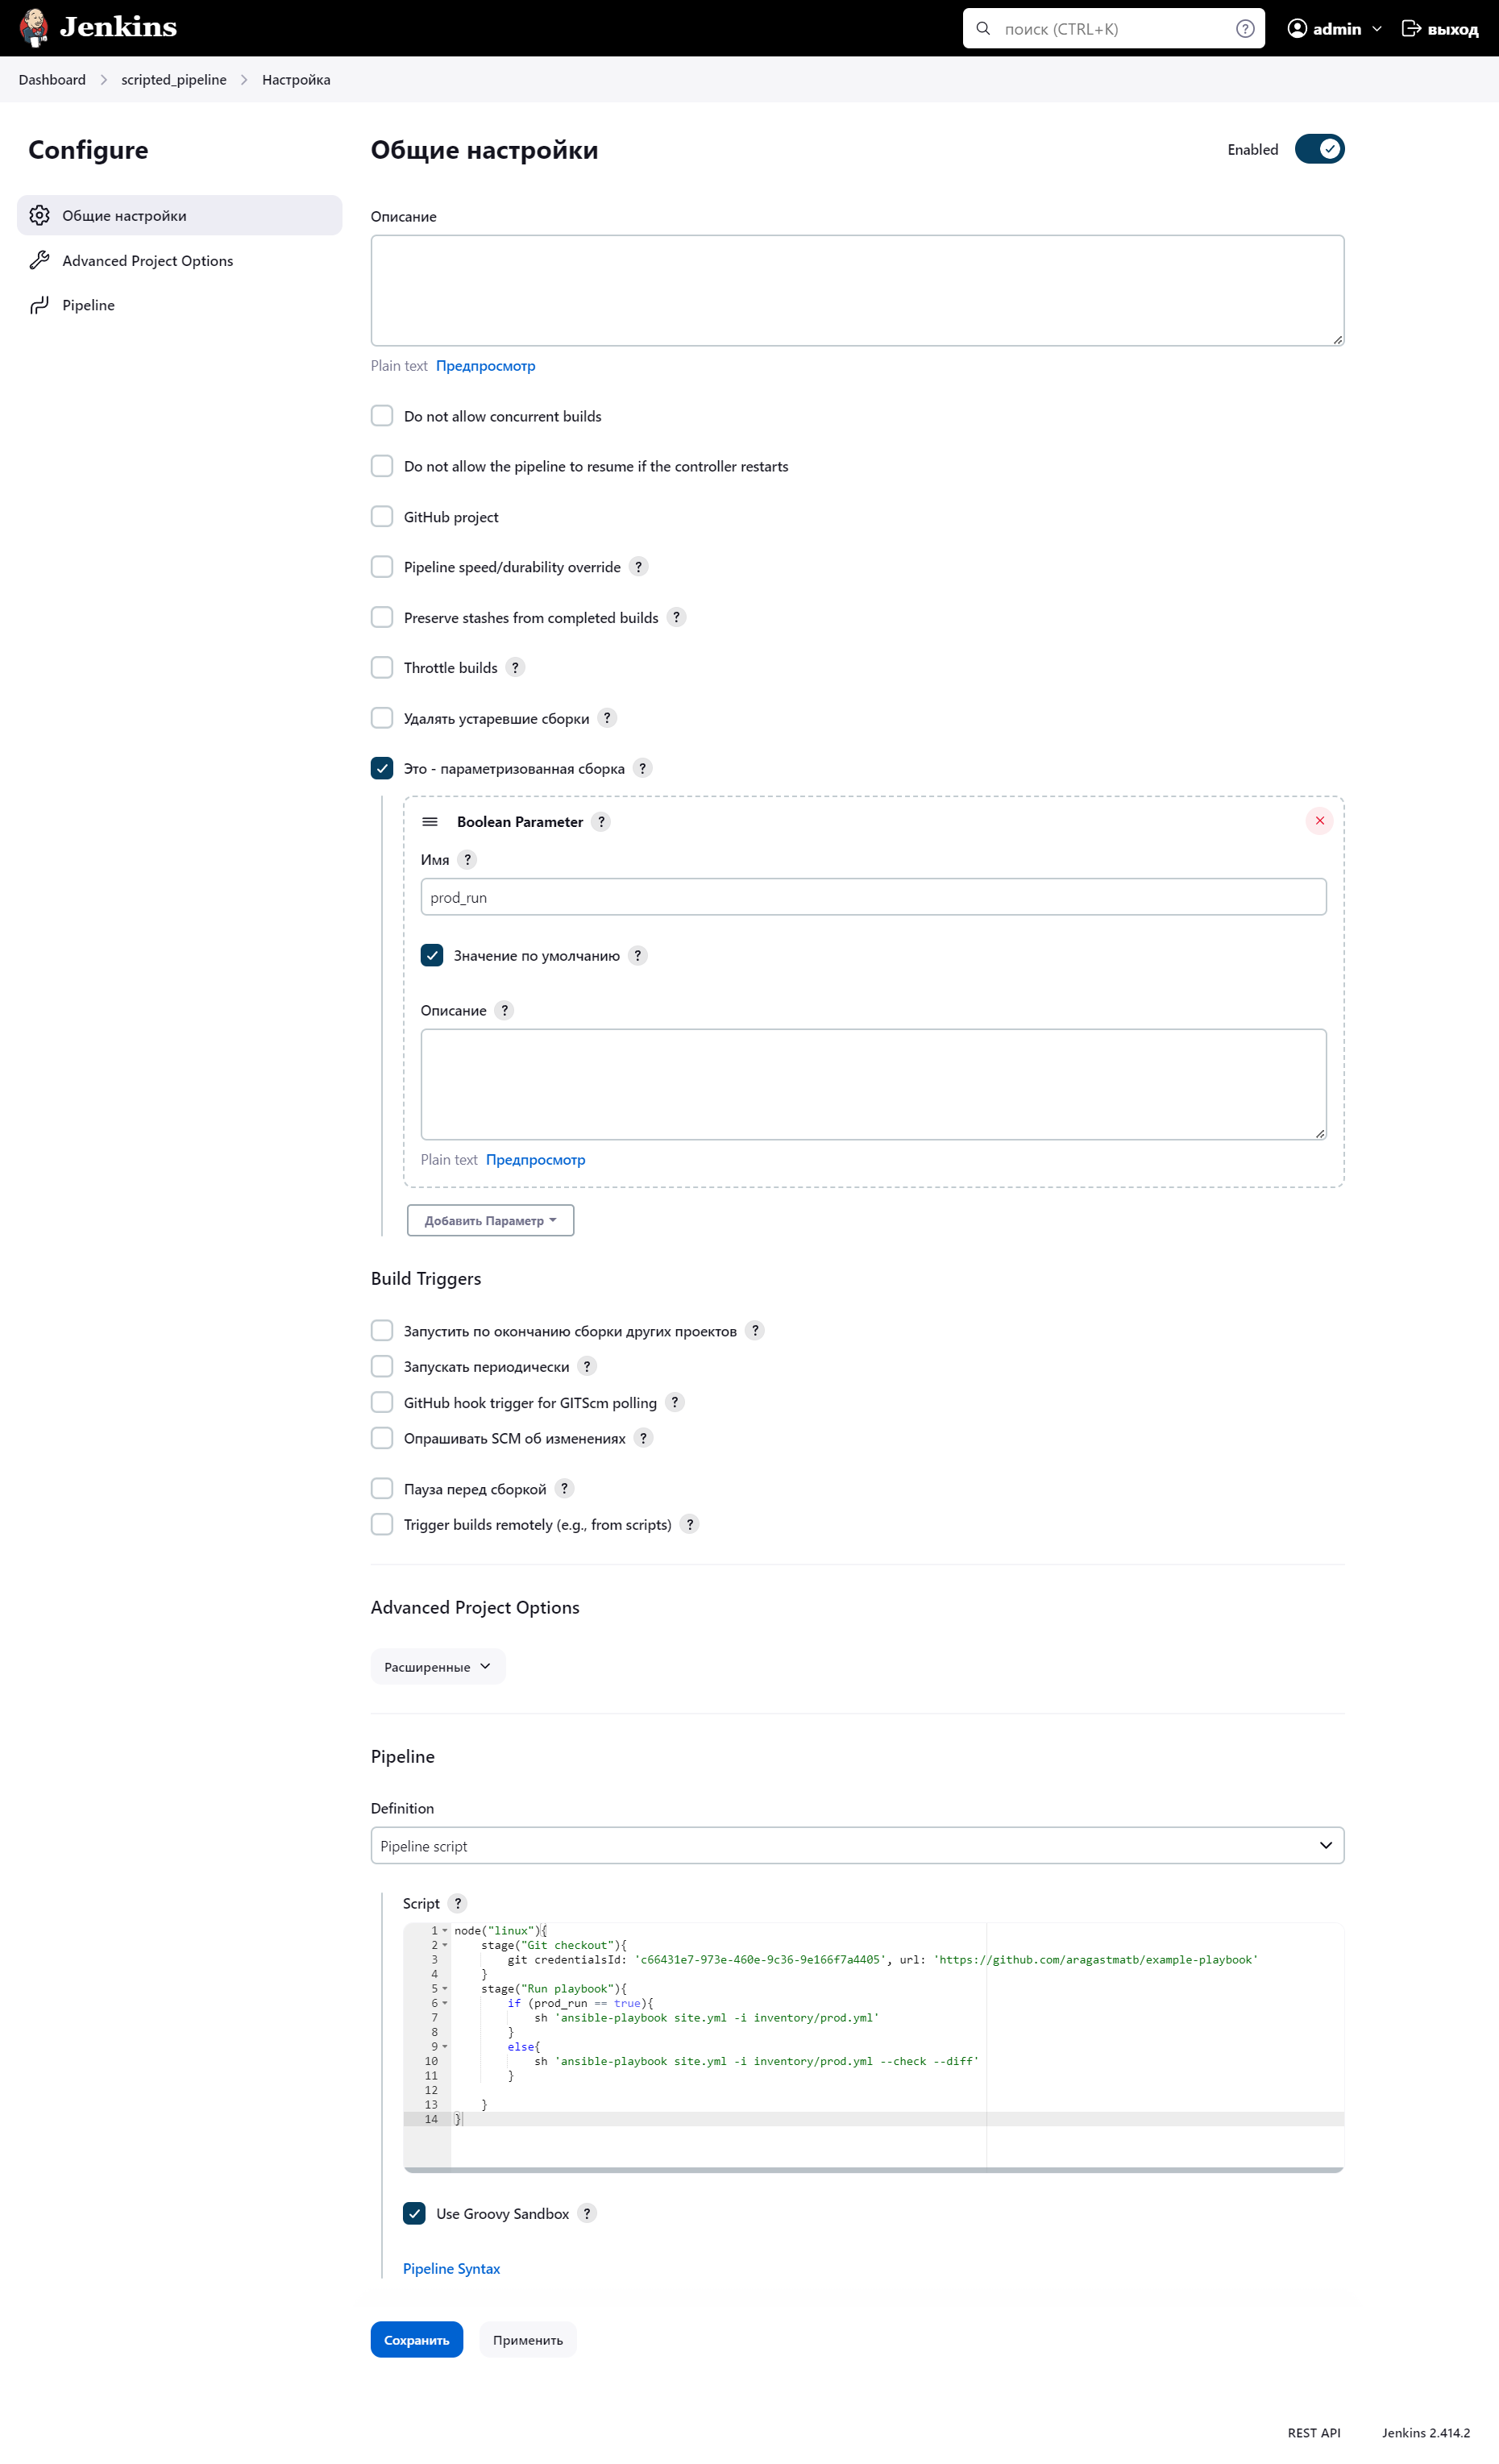 Jenkins
поиск (CTRL+K)
admin
выход
Dashboard
scripted_pipeline
Настройка
Configure
Общие настройки
Advanced Project Options
Pipeline
Общие настройки
Enabled
Описание
Plain text Предпросмотр
Do not allow concurrent builds
Do not allow the pipeline to resume if the controller restarts
GitHub project
Pipeline speed/durability override ?
Preserve stashes from completed builds ?
Throttle builds ?
Удалять устаревшие сборки ?
Это - параметризованная сборка ?
Boolean Parameter ?
Имя ?
prod_run
Значение по умолчанию ?
Описание ?
Plain text Предпросмотр
Добавить Параметр
Build Triggers
Запустить по окончанию сборки других проектов ?
Запускать периодически ?
GitHub hook trigger for GITScm polling ?
Опрашивать SCM об изменениях ?
Пауза перед сборкой ?
Trigger builds remotely (e.g., from scripts) ?
Advanced Project Options
Расширенные
Pipeline
Definition
Pipeline script
Script ?
1 node("linux"){
2 stage("Git checkout"){
3 git credentialsId: 'c66431e7-973e-460e-9c36-9e166f7a4405', url: 'https://github.com/aragastmatb/example-playbook'
4 }
5 stage("Run playbook"){
6 if (prod_run == true){
7 sh 'ansible-playbook site.yml -i inventory/prod.yml'
8 }
9 else{
10 sh 'ansible-playbook site.yml -i inventory/prod.yml --check --diff'
11 }
12
13 }
14 }
Use Groovy Sandbox ?
Pipeline Syntax
Сохранить
Применить
REST API
Jenkins 2.414.2